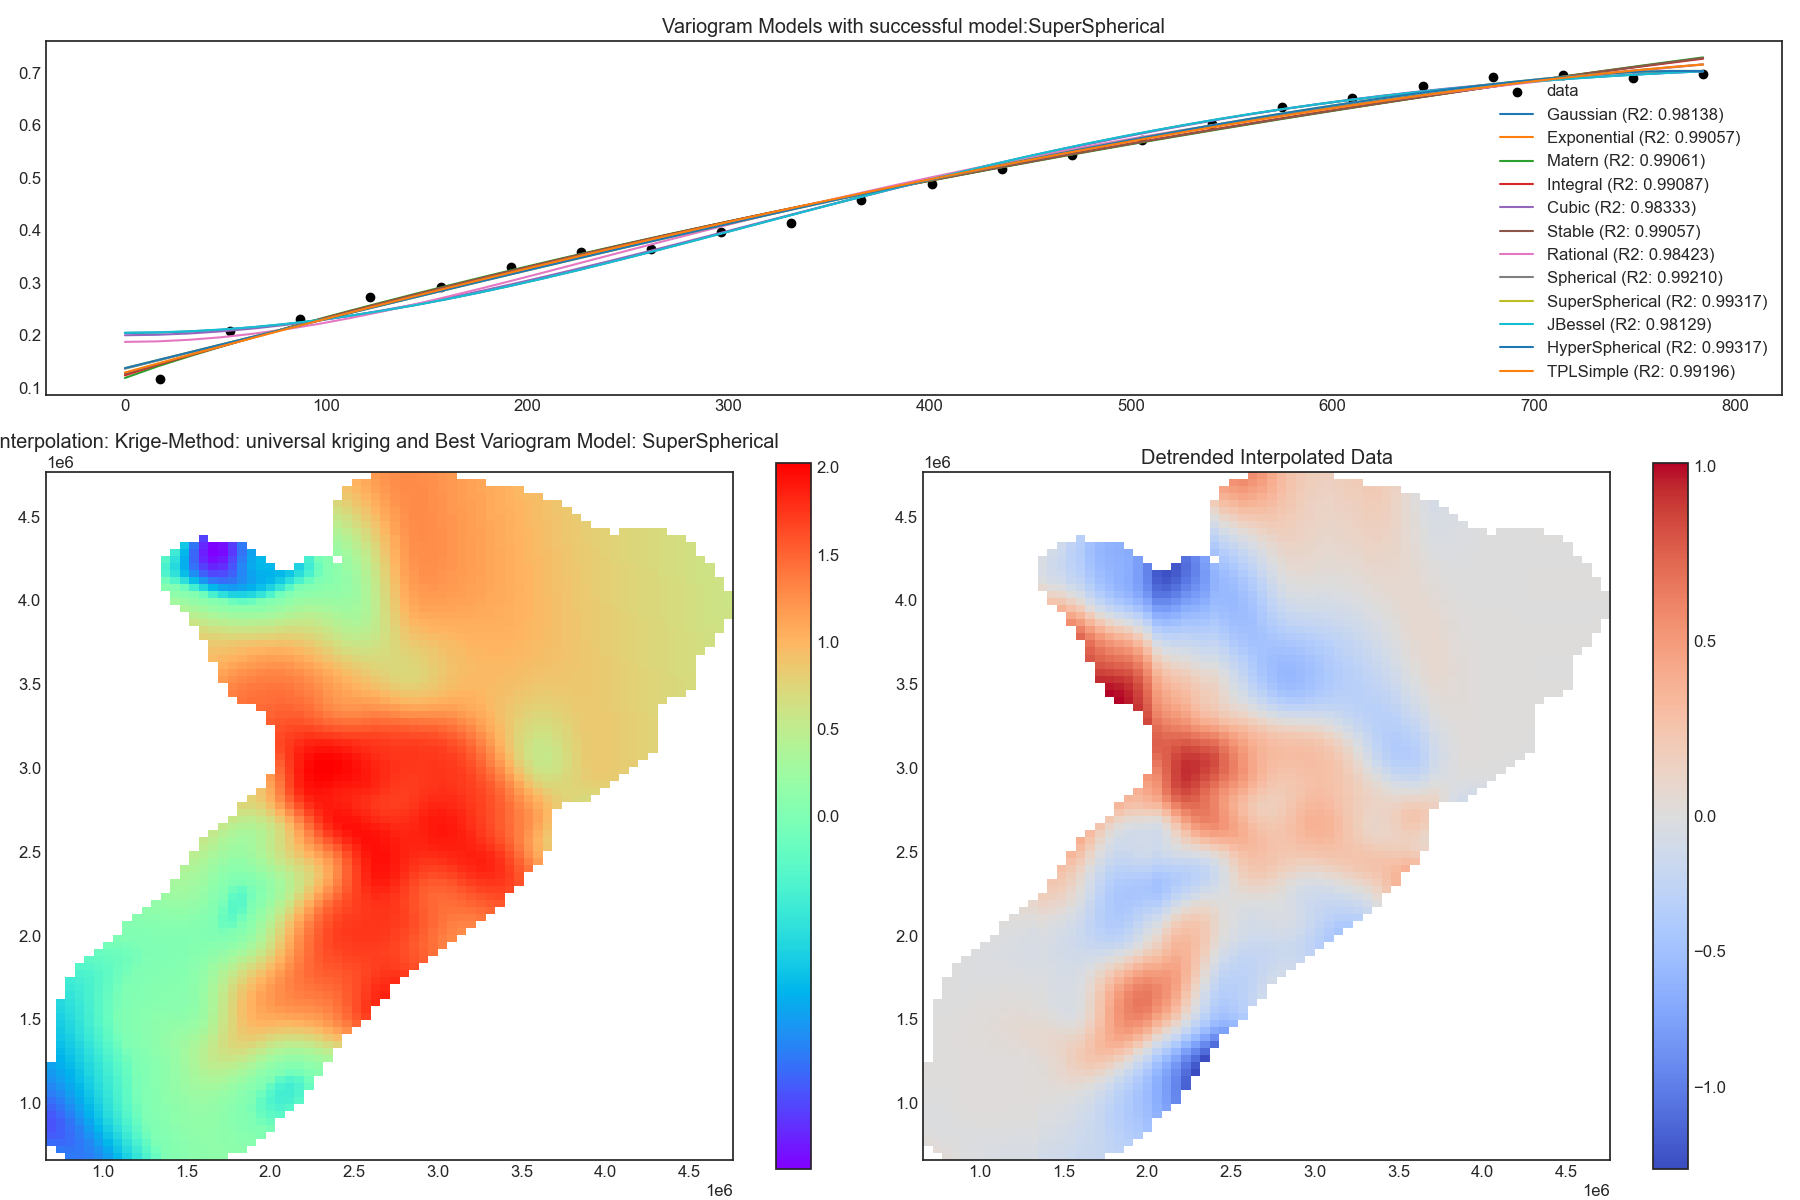 Variogram Models with successful model:SuperSpherical
0.7
0.6
0.5
0.4
0.3
0.2
0.1
data
Gaussian (R2: 0.98138)
Exponential (R2: 0.99057)
Matern (R2: 0.99061)
Integral (R2: 0.99087)
Cubic (R2: 0.98333)
Stable (R2: 0.99057)
Rational (R2: 0.98423)
Spherical (R2: 0.99210)
SuperSpherical (R2: 0.99317)
JBessel (R2: 0.98129)
HyperSpherical (R2: 0.99317)
TPLSimple (R2: 0.99196)
0 100 200 300 400 500 600 700 800
nterpolation: Krige-Method: universal kriging and Best Variogram Model: SuperSpherical
1e6
4.5
4.0
3.5
3.0
2.5
2.0
1.5
1.0
1.0 1.5 2.0 2.5 3.0 3.5 4.0 4.5
1e6
2.0
1.5
1.0
0.5
0.0
Detrended Interpolated Data
1e6
4.5
4.0
3.5
3.0
2.5
2.0
1.5
1.0
1.0 1.5 2.0 2.5 3.0 3.5 4.0 4.5
1e6
1.0
0.5
0.0
−0.5
−1.0